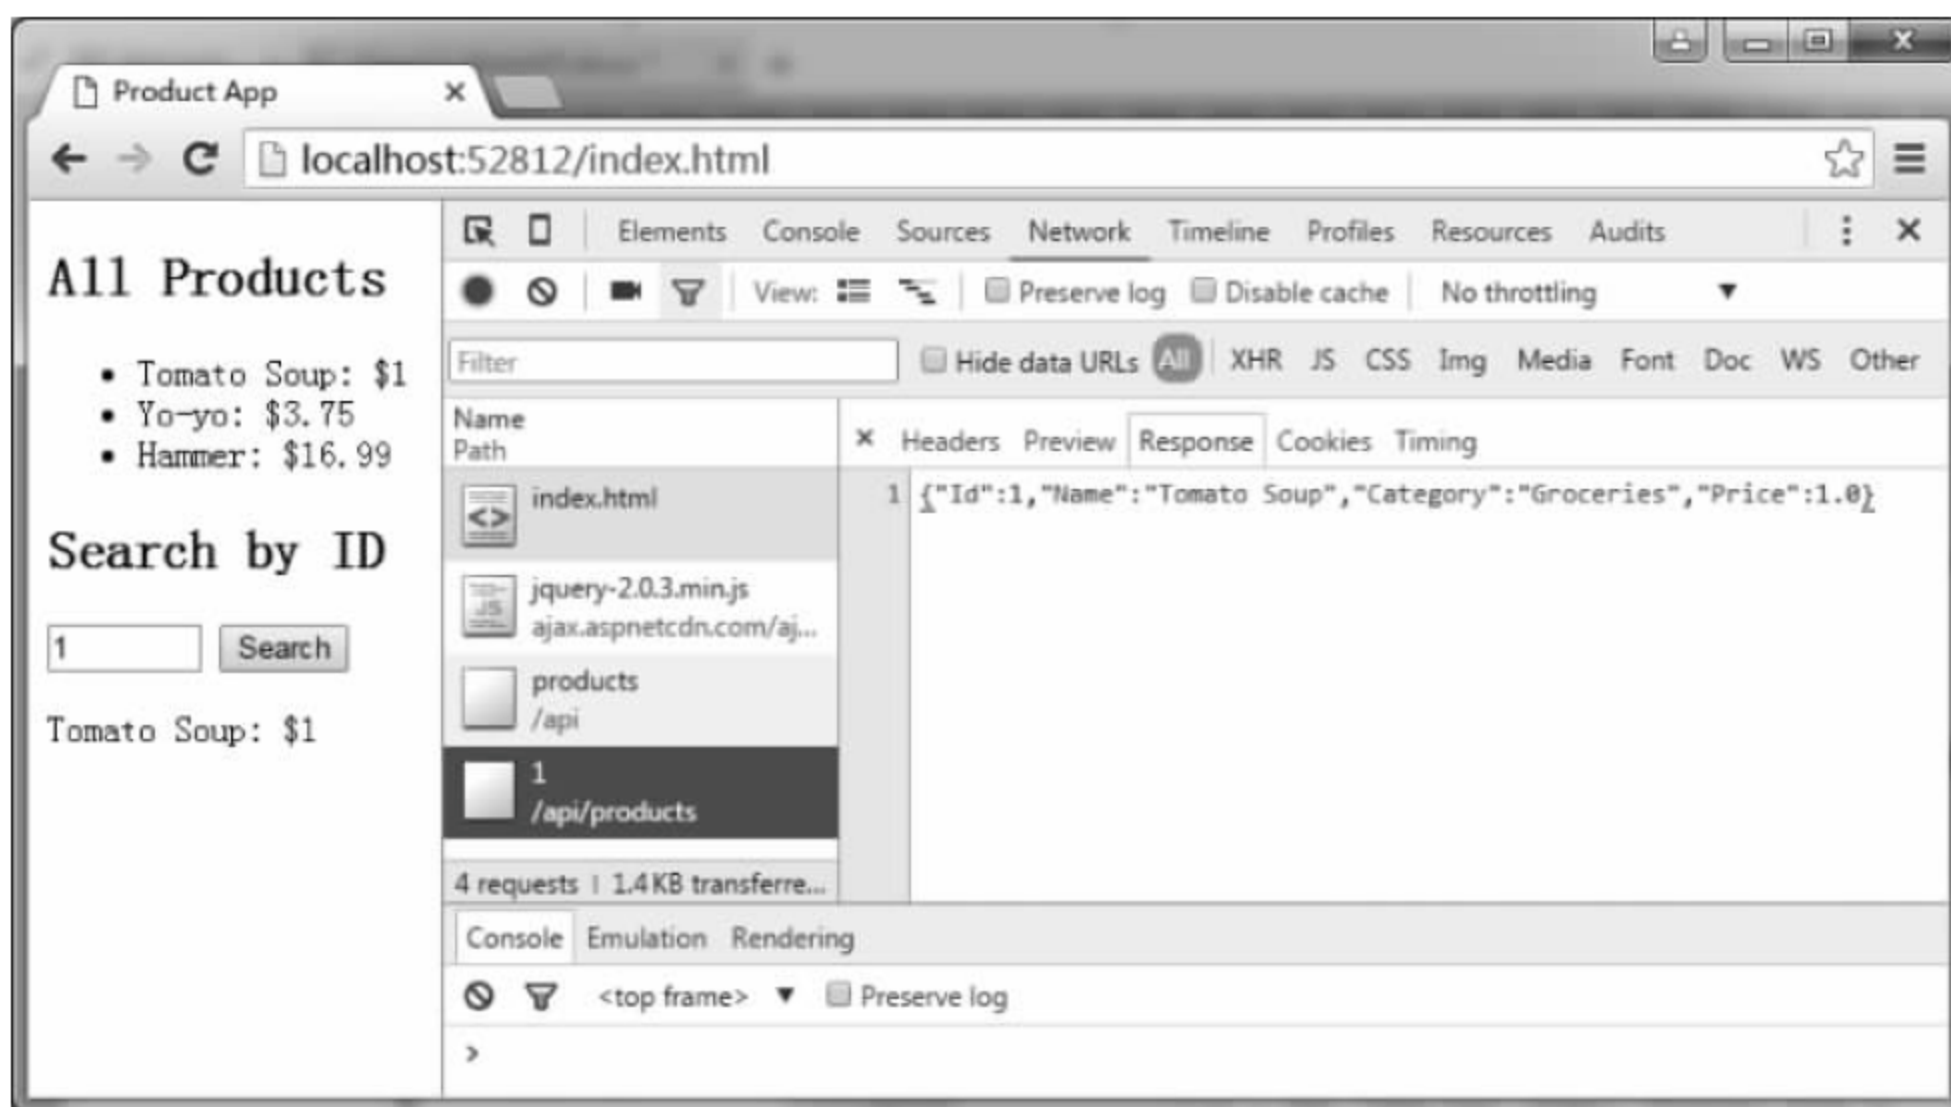 Product App
localhost:52812/index.html
All Products
• Tomato Soup: $1
• Yo-yo: $3.75
• Hammer: $16.99
Search by ID
1 Search
Tomato Soup: $1
Elements Console Sources Network Timeline Profiles Resources Audits
View: Preserve log Disable cache No throttling
Filter Hide data URLs All XHR JS CSS Img Media Font Doc WS Other
Name
Path
index.html
JS
jquery-2.0.3.min.js
ajax.aspnetcdn.com/aj...
products
/api
1
/api/products
4 requests | 1.4 KB transferre...
× Headers Preview Response Cookies Timing
1 {"Id":1,"Name":"Tomato Soup","Category":"Groceries","Price":1.0}
Console Emulation Rendering
<top frame> ▼ Preserve log
>